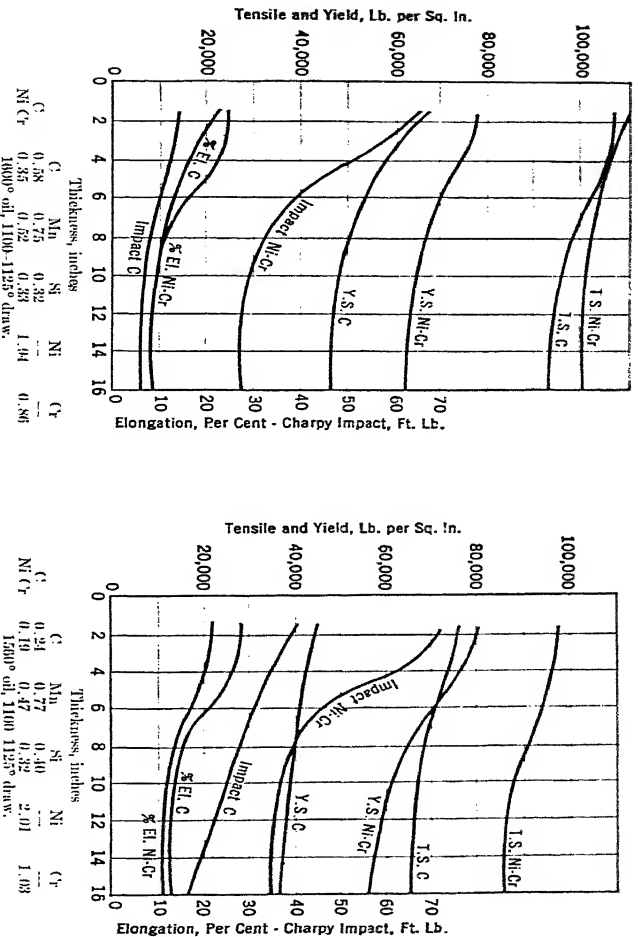 Tensile and Yield, Lb. per Sq. In.
20,000
40,000
60,000
80,000
100,000
0
2
4
6
8
10
12
14
16
0
10
20
30
40
50
60
70
Elongation, Per Cent - Charpy Impact, Ft. Lb.
Impact C
% El. C
% El. Ni-Cr
Impact Ni-Cr
Y.S. C
Y.S. Ni-Cr
T.S. C
T.S. Ni-Cr
Thickness, inches
C Mn Si Ni Cr
C 0.58 0.75 0.32 — —
Ni Cr 0.35 0.52 0.33 1.04 0.86
1600° oil, 1100-1125° draw.
Tensile and Yield, Lb. per Sq. In.
20,000
40,000
60,000
80,000
100,000
0
2
4
6
8
10
12
14
16
0
10
20
30
40
50
60
70
Elongation, Per Cent - Charpy Impact, Ft. Lb.
% El. Ni-Cr
% El. C
Impact C
Y.S. C
Impact Ni-Cr
Y.S. Ni-Cr
T.S. C
T.S. Ni-Cr
Thickness, inches
C Mn Si Ni Cr
C 0.24 0.77 0.40 — —
Ni Cr 0.19 0.47 0.32 2.01 1.03
1560° oil, 1100 1125° draw.